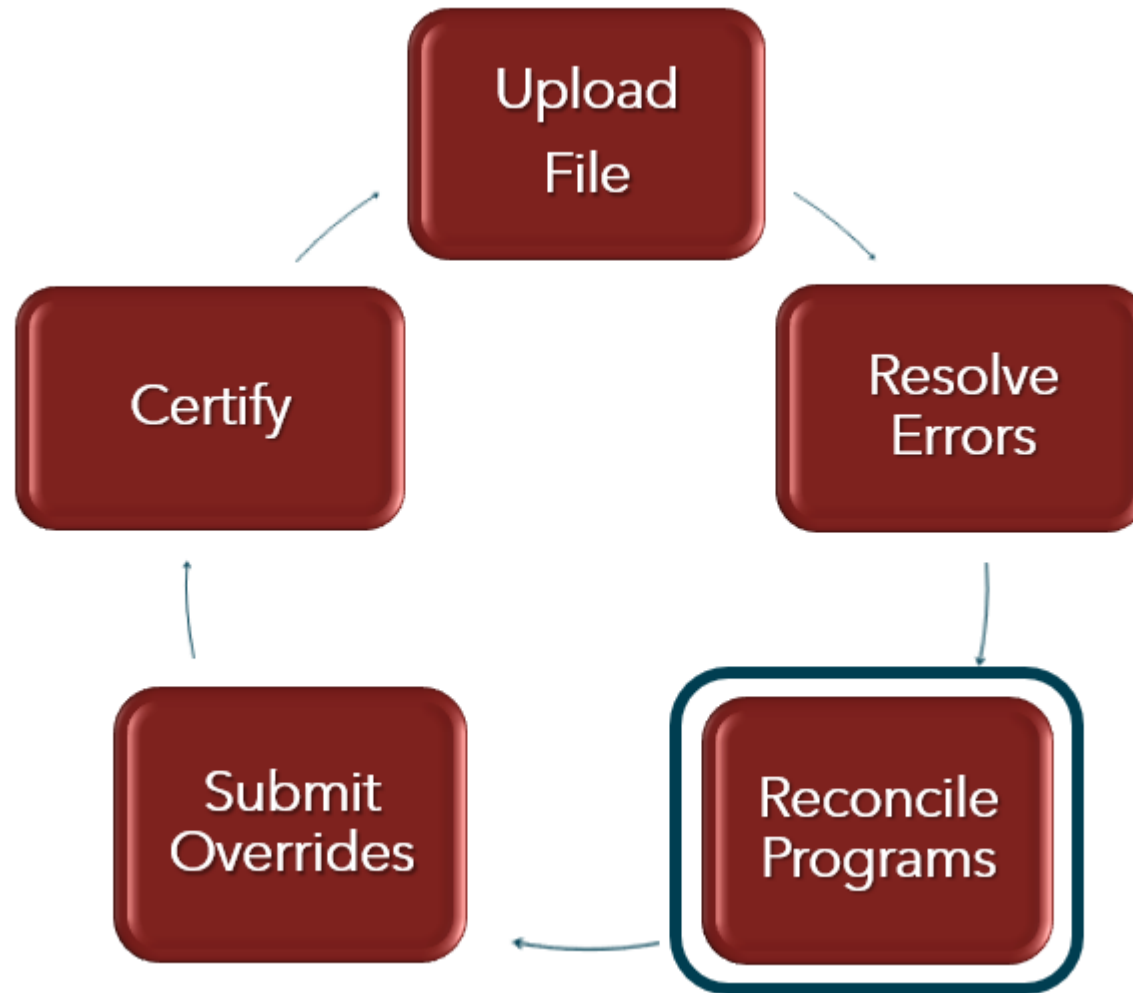 Upload
File
Resolve
Errors
Reconcile
Programs
Submit
Overrides
Certify